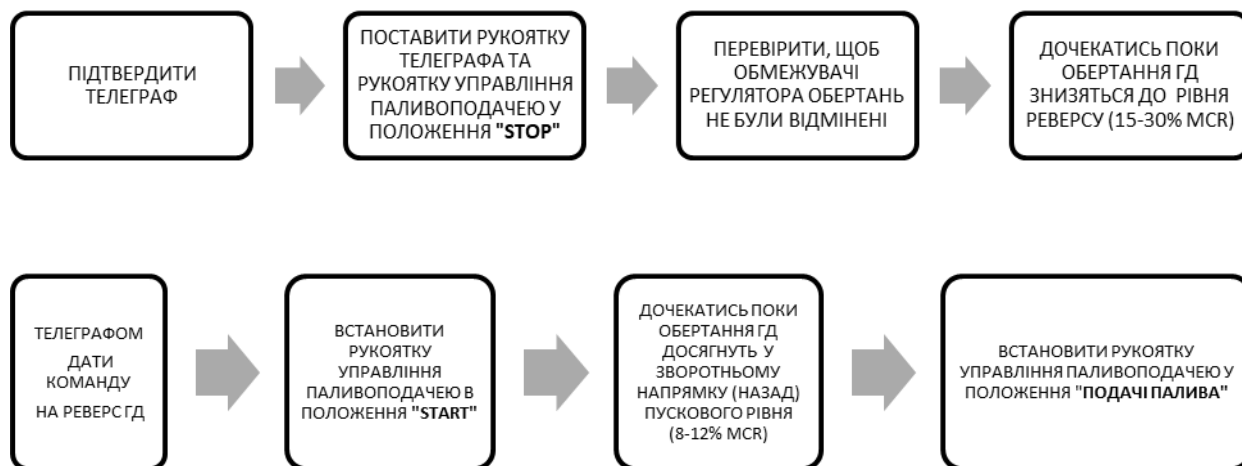 ПІДТВЕРДИТИ
ТЕЛЕГРАФ
ПОСТАВИТИ РУКОЯТКУ
ТЕЛЕГРАФА ТА
РУКОЯТКУ УПРАВЛІННЯ
ПАЛИВОПОДАЧЕЮ У
ПОЛОЖЕННЯ "STOP"
ПЕРЕВІРИТИ, ЩОБ
ОБМЕЖУВАЧІ
РЕГУЛЯТОРА ОБЕРТАНЬ
НЕ БУЛИ ВІДМІНЕНІ
ДОЧЕКАТИСЬ ПОКИ
ОБЕРТАННЯ ГД
ЗНИЗЯТЬСЯ ДО РІВНЯ
РЕВЕРСУ (15-30% MCR)
ТЕЛЕГРАФОМ
ДАТИ
КОМАНДУ
НА РЕВЕРС ГД
ВСТАНОВИТИ
РУКОЯТКУ
УПРАВЛІННЯ
ПАЛИВОПОДАЧЕЮ В
ПОЛОЖЕННЯ "START"
ДОЧЕКАТИСЬ ПОКИ
ОБЕРТАННЯ ГД
ДОСЯГНУТЬ У
ЗВОРОТНЬОМУ
НАПРЯМКУ (НАЗАД)
ПУСКОВОГО РІВНЯ
(8-12% MCR)
ВСТАНОВИТИ РУКОЯТКУ
УПРАВЛІННЯ ПАЛИВОПОДАЧЕЮ У
ПОЛОЖЕННЯ "ПОДАЧІ ПАЛИВА"